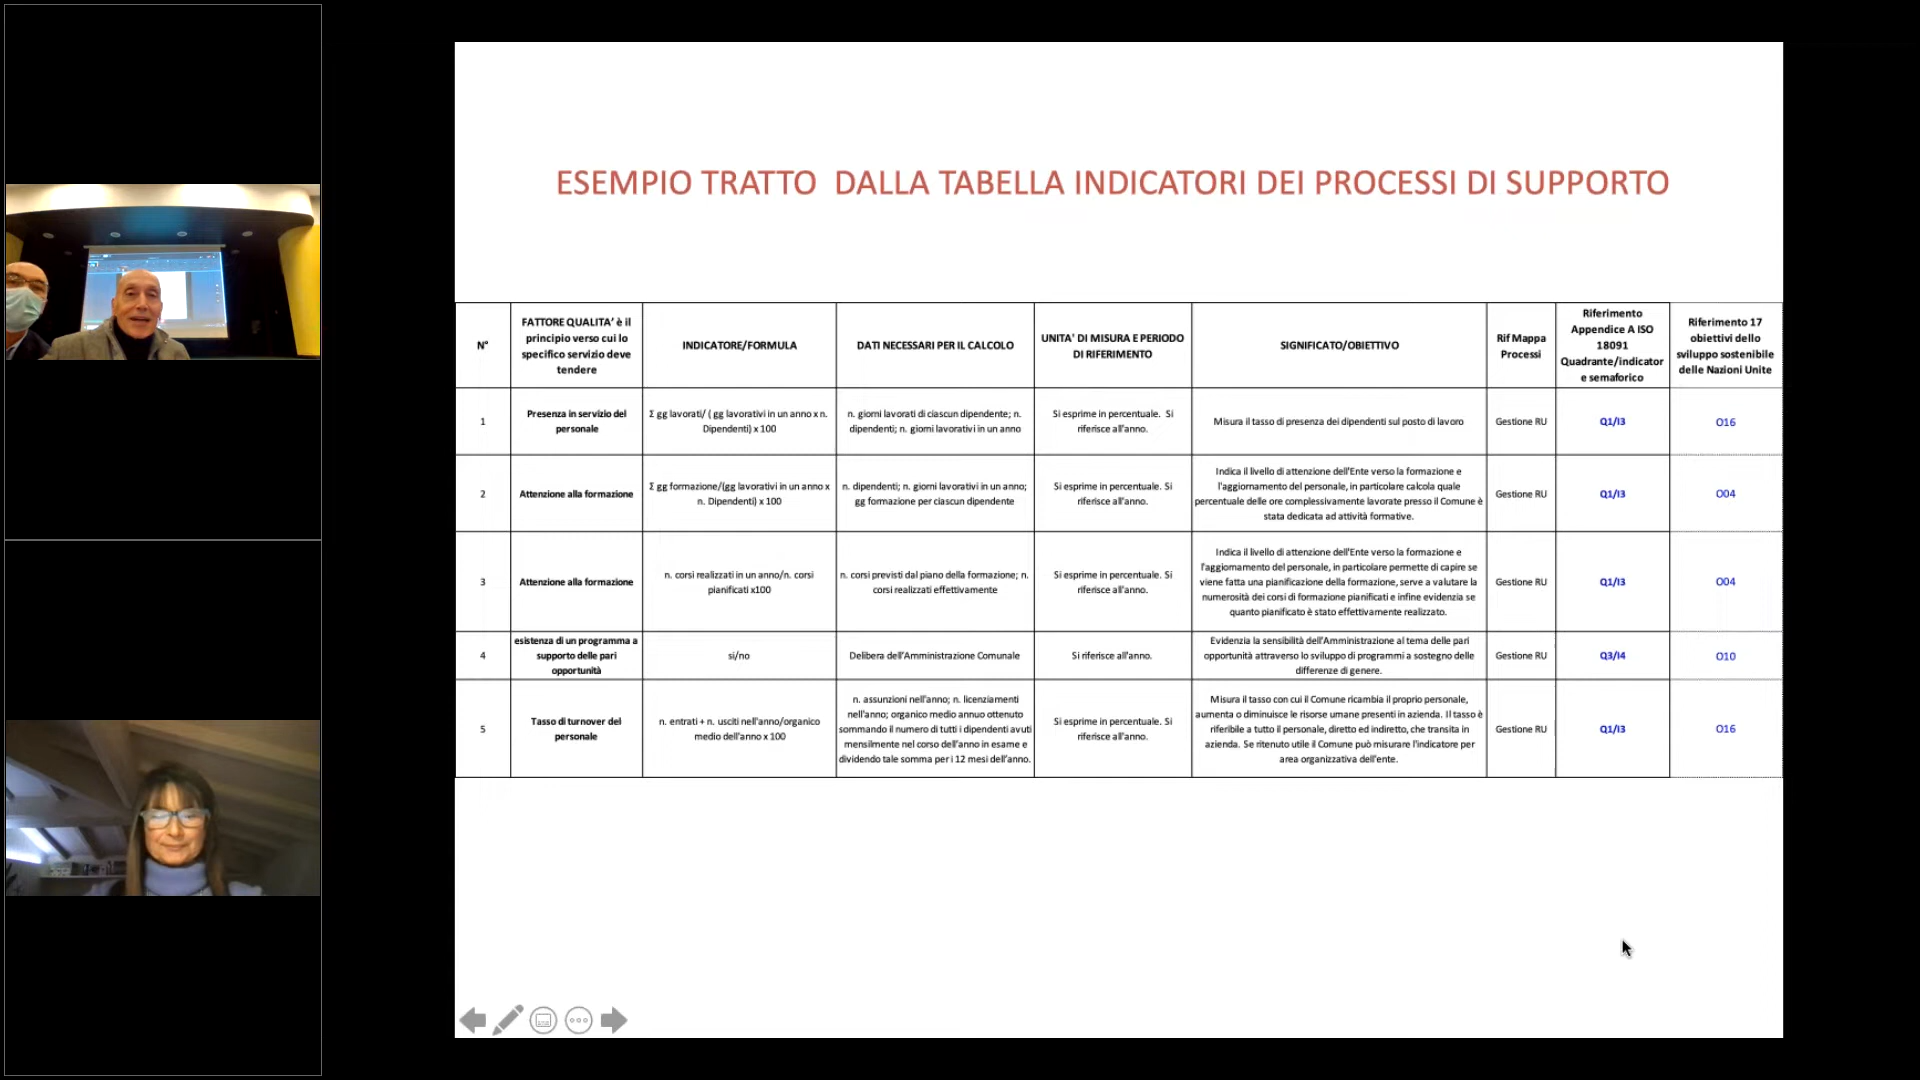 ESEMPIO TRATTO DALLA TABELLA INDICATORI DEI PROCESSI DI SUPPORTO
N°
FATTORE QUALITA' è il
principio verso cui lo
specifico servizio deve
tendere
INDICATORE/FORMULA
DATI NECESSARI PER IL CALCOLO
UNITA' DI MISURA E PERIODO
DI RIFERIMENTO
SIGNIFICATO/OBIETTIVO
Rif Mappa
Processi
Riferimento
Appendice A ISO
18091
Quadrante/indicator
e semaforico
Riferimento 17
obiettivi dello
sviluppo sostenibile
delle Nazioni Unite
1
Presenza in servizio del
personale
Σ gg lavorati/ ( gg lavorativi in un anno x n.
Dipendenti) x 100
n. giorni lavorati di ciascun dipendente; n.
dipendenti; n. giorni lavorativi in un anno
Si esprime in percentuale. Si
riferisce all'anno.
Misura il tasso di presenza dei dipendenti sul posto di lavoro
Gestione RU
Q1/I3
O16
2
Attenzione alla formazione
Σ gg formazione/(gg lavorativi in un anno x
n. Dipendenti) x 100
n. dipendenti; n. giorni lavorativi in un anno;
gg formazione per ciascun dipendente
Si esprime in percentuale. Si
riferisce all'anno.
Indica il livello di attenzione dell'Ente verso la formazione e
l'aggiornamento del personale, in particolare calcola quale
percentuale delle ore complessivamente lavorate presso il Comune è
stata dedicata ad attività formative.
Gestione RU
Q1/I3
O04
3
Attenzione alla formazione
n. corsi realizzati in un anno/n. corsi
pianificati x100
n. corsi previsti dal piano della formazione; n.
corsi realizzati effettivamente
Si esprime in percentuale. Si
riferisce all'anno.
Indica il livello di attenzione dell'Ente verso la formazione e
l'aggiornamento del personale, in particolare permette di capire se
viene fatta una pianificazione della formazione, serve a valutare la
numerosità dei corsi di formazione pianificati e infine evidenzia se
quanto pianificato è stato effettivamente realizzato.
Gestione RU
Q1/I3
O04
4
esistenza di un programma a
supporto delle pari
opportunità
si/no
Delibera dell'Amministrazione Comunale
Si riferisce all'anno.
Evidenzia la sensibilità dell'Amministrazione al tema delle pari
opportunità attraverso lo sviluppo di programmi a sostegno delle
differenze di genere.
Gestione RU
Q3/I4
O10
5
Tasso di turnover del
personale
n. entrati + n. usciti nell'anno/organico
medio dell'anno x 100
n. assunzioni nell'anno; n. licenziamenti
nell'anno; organico medio annuo ottenuto
sommando il numero di tutti i dipendenti avuti
mensilmente nel corso dell'anno in esame e
dividendo tale somma per i 12 mesi dell'anno.
Si esprime in percentuale. Si
riferisce all'anno.
Misura il tasso con cui il Comune ricambia il proprio personale,
aumenta o diminuisce le risorse umane presenti in azienda. Il tasso è
riferibile a tutto il personale, diretto ed indiretto, che transita in
azienda. Se ritenuto utile il Comune può misurare l'indicatore per
area organizzativa dell'ente.
Gestione RU
Q1/I3
O16